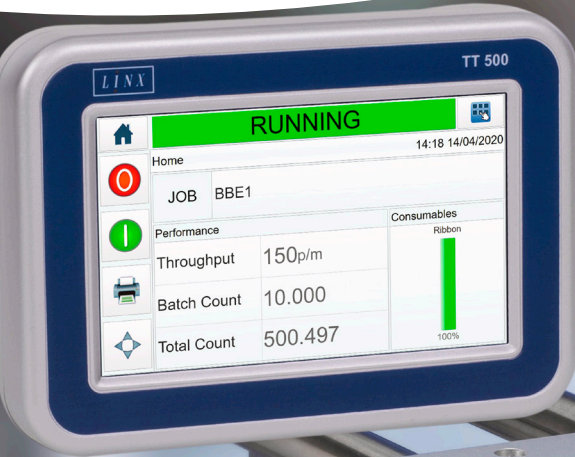 TT 500
LINX
RUNNING
14:18 14/04/2020
Home
JOB BBE1
Performance
Consumables
Ribbon
Throughput 150p/m
Batch Count 10.000
Total Count 500.497
100%